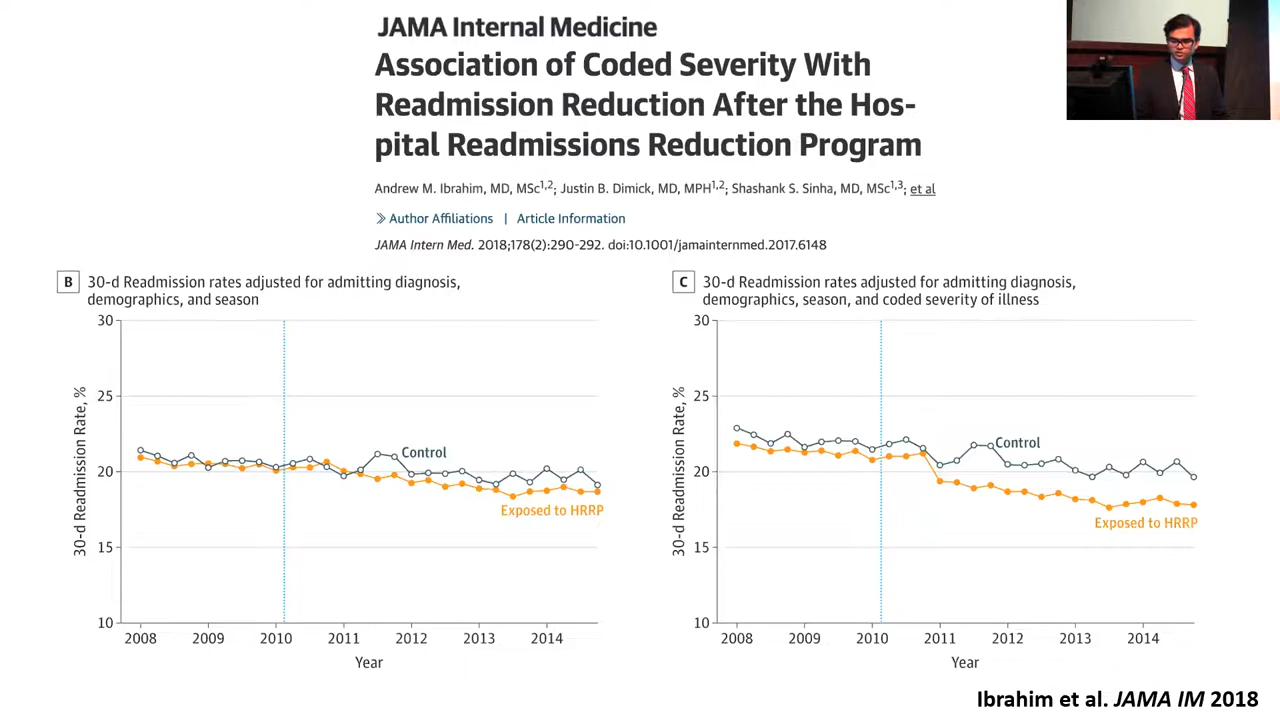 JAMA Internal Medicine
Association of Coded Severity With
Readmission Reduction After the Hos-
pital Readmissions Reduction Program
Andrew M. Ibrahim, MD, MSc1,2; Justin B. Dimick, MD, MPH1,2; Shashank S. Sinha, MD, MSc1,3; et al
≫ Author Affiliations | Article Information
JAMA Intern Med. 2018;178(2):290-292. doi:10.1001/jamainternmed.2017.6148
B 30-d Readmission rates adjusted for admitting diagnosis,
demographics, and season
30
25
20
15
10
30-d Readmission Rate, %
Control
Exposed to HRRP
2008 2009 2010 2011 2012 2013 2014
Year
C 30-d Readmission rates adjusted for admitting diagnosis,
demographics, season, and coded severity of illness
30
25
20
15
10
30-d Readmission Rate, %
Control
Exposed to HRRP
2008 2009 2010 2011 2012 2013 2014
Year
Ibrahim et al. JAMA IM 2018